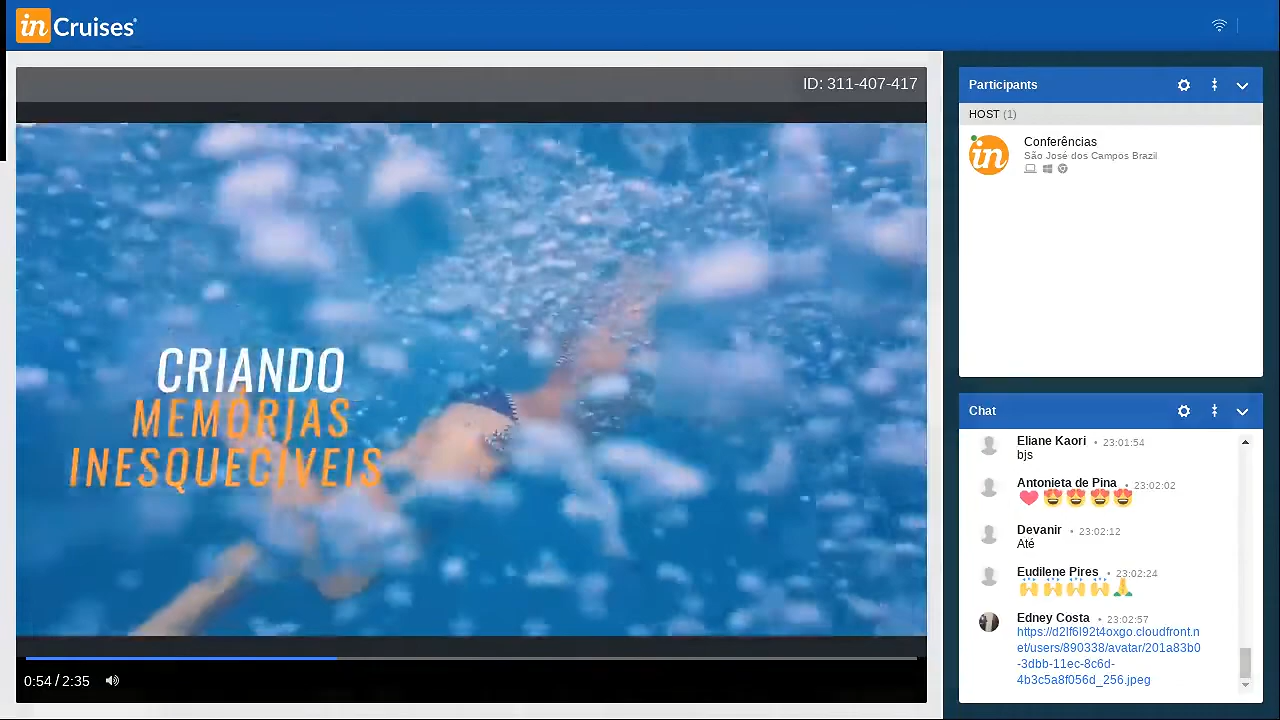 in Cruises
ID: 311-407-417
CRIANDO
MEMÓRIAS
INESQUECÍVEIS
0:54 / 2:35
Participants
HOST (1)
in
Conferências
São José dos Campos Brazil
Chat
Eliane Kaori • 23:01:54
bjs
Antonieta de Pina • 23:02:02
Devanir • 23:02:12
Até
Eudilene Pires • 23:02:24
Edney Costa • 23:02:57
https://d2lf6l92t4oxgo.cloudfront.n
et/users/890338/avatar/201a83b0
-3dbb-11ec-8c6d-
4b3c5a8f056d_256.jpeg